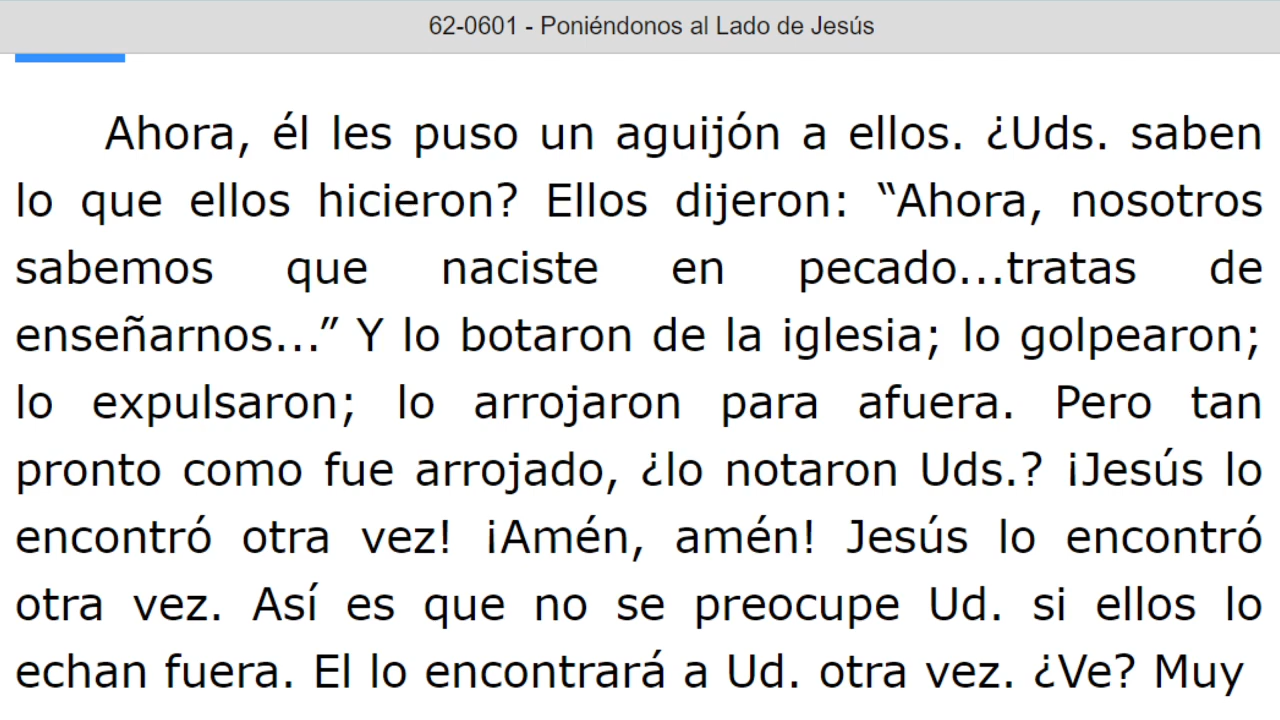 62-0601 - Poniéndonos al Lado de Jesús
Ahora, él les puso un aguijón a ellos. ¿Uds. saben
lo que ellos hicieron? Ellos dijeron: “Ahora, nosotros
sabemos que naciste en pecado...tratas de
enseñarnos...” Y lo botaron de la iglesia; lo golpearon;
lo expulsaron; lo arrojaron para afuera. Pero tan
pronto como fue arrojado, ¿lo notaron Uds.? ¡Jesús lo
encontró otra vez! ¡Amén, amén! Jesús lo encontró
otra vez. Así es que no se preocupe Ud. si ellos lo
echan fuera. El lo encontrará a Ud. otra vez. ¿Ve? Muy